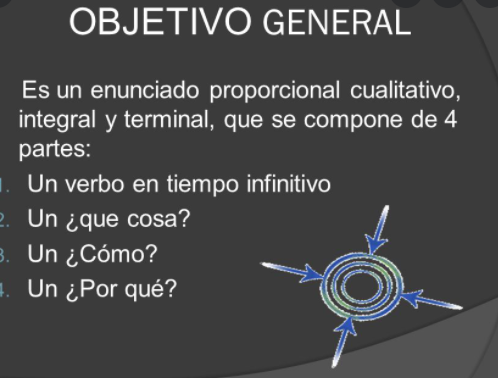 OBJETIVO GENERAL
Es un enunciado proporcional cualitativo,
integral y terminal, que se compone de 4
partes:
1. Un verbo en tiempo infinitivo
2. Un ¿que cosa?
3. Un ¿Cómo?
4. Un ¿Por qué?